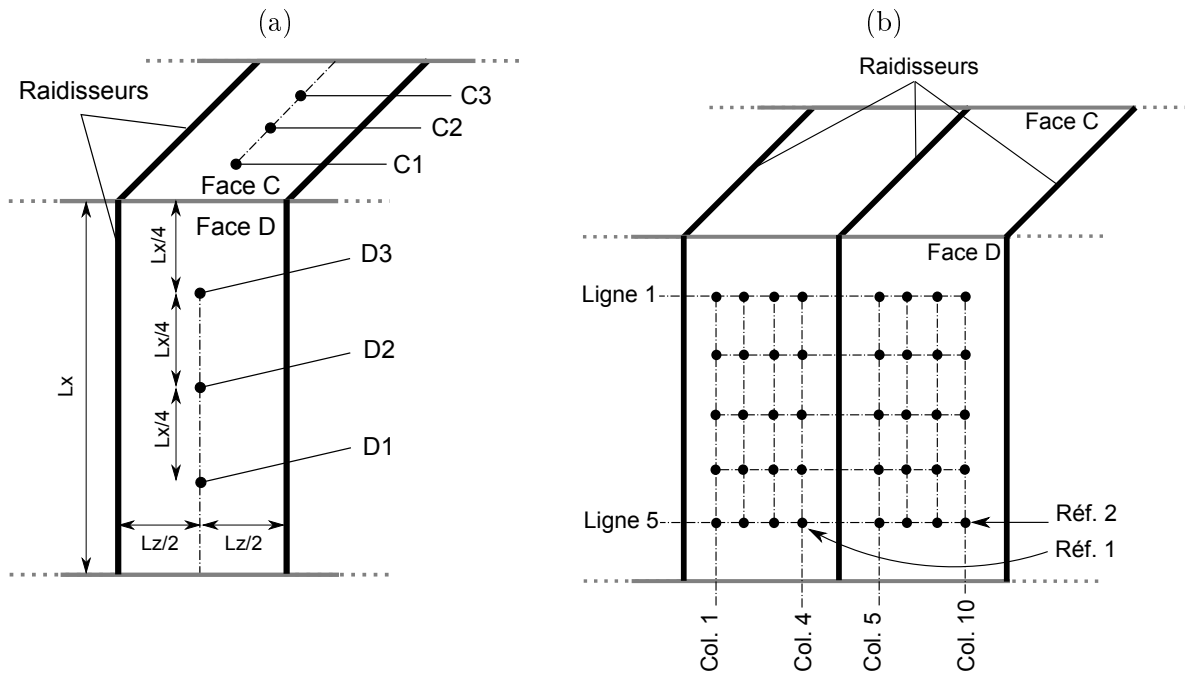 (a)
Raidisseurs
C3
C2
C1
Face C
Face D
Lx/4
D3
Lx/4
D2
Lx
Lx/4
D1
Lz/2
Lz/2
(b)
Raidisseurs
Face C
Face D
Ligne 1
Ligne 5
Réf. 2
Réf. 1
Col. 1
Col. 4
Col. 5
Col. 10